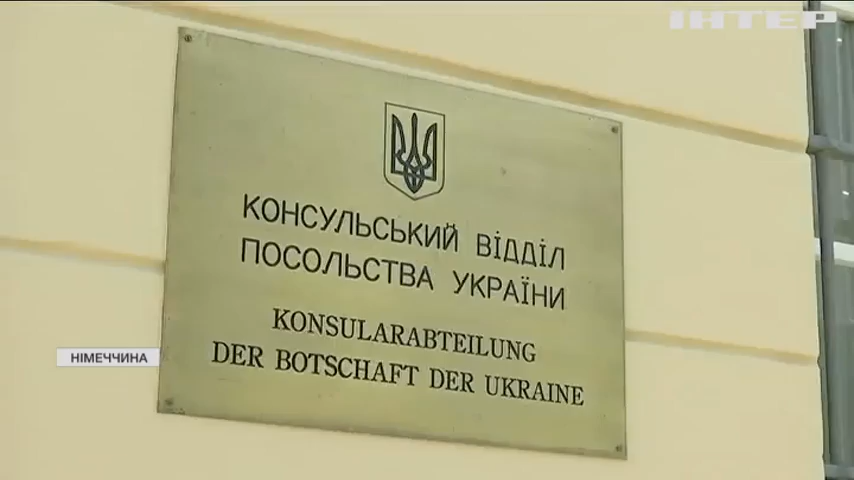 ІНТЕР
КОНСУЛЬСЬКИЙ ВІДДІЛ
ПОСОЛЬСТВА УКРАЇНИ
KONSULARABTEILUNG
DER BOTSCHAFT DER UKRAINE
НІМЕЧЧИНА